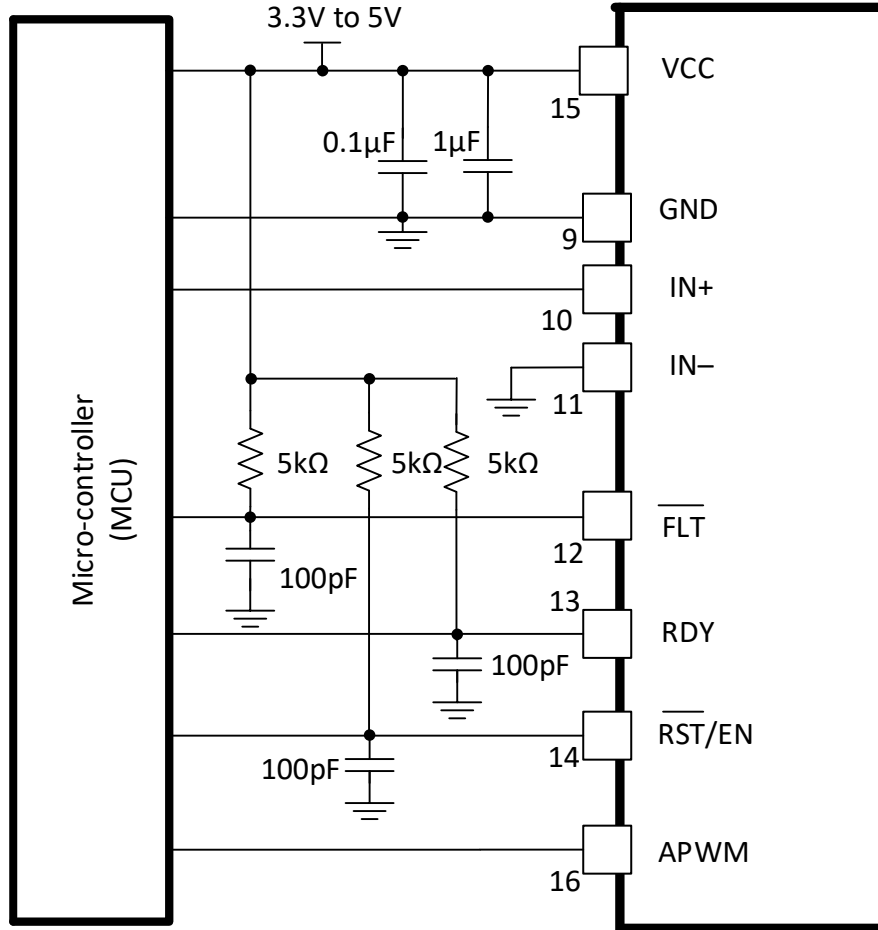 3.3V to 5V
VCC
15
0.1µF
1µF
GND
9
IN+
10
IN–
11
Micro-controller
(MCU)
5kΩ
5kΩ
5kΩ
FLT
12
100pF
13
RDY
100pF
RST/EN
14
100pF
APWM
16